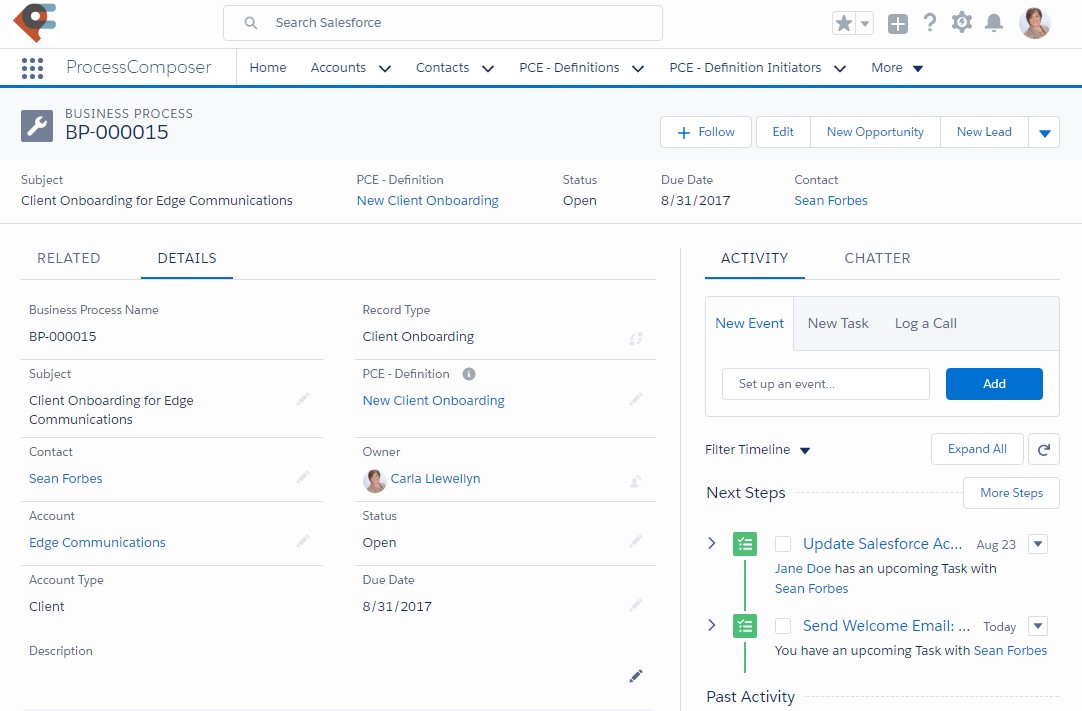 Search Salesforce
ProcessComposer
Home
Accounts
Contacts
PCE - Definitions
PCE - Definition Initiators
More
BUSINESS PROCESS
BP-000015
Follow
Edit
New Opportunity
New Lead
Subject
PCE - Definition
Status
Due Date
Contact
Client Onboarding for Edge Communications
New Client Onboarding
Open
8/31/2017
Sean Forbes
RELATED
DETAILS
Business Process Name
Record Type
BP-000015
Client Onboarding
Subject
PCE - Definition
Client Onboarding for Edge
Communications
New Client Onboarding
Contact
Owner
Sean Forbes
Carla Llewellyn
Account
Status
Edge Communications
Open
Account Type
Due Date
Client
8/31/2017
Description
ACTIVITY
CHATTER
New Event
New Task
Log a Call
Set up an event...
Add
Filter Timeline
Expand All
Next Steps
More Steps
Update Salesforce Ac...
Aug 23
Jane Doe has an upcoming Task with
Sean Forbes
Send Welcome Email: ...
Today
You have an upcoming Task with Sean Forbes
Past Activity